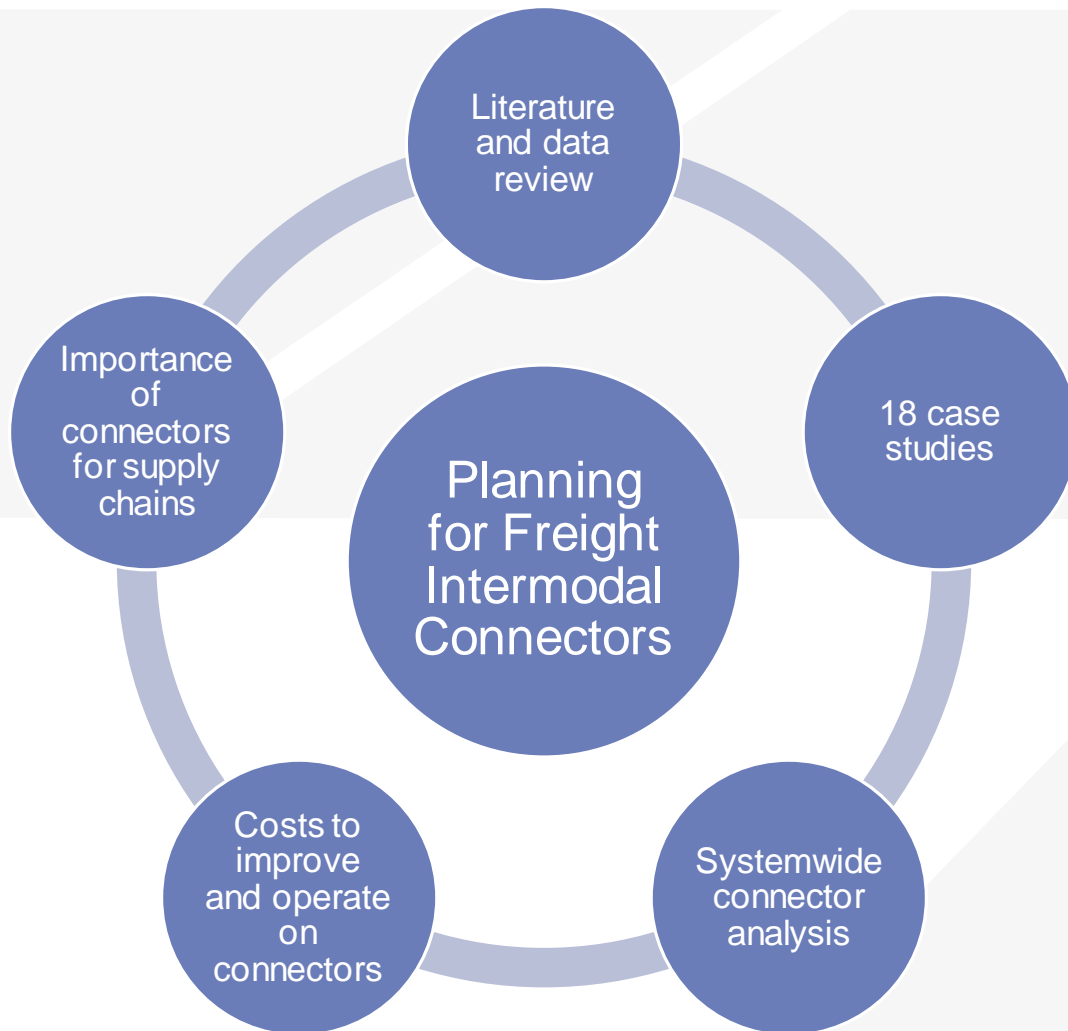 Literature
and data
review
Importance
of
connectors
for supply
chains
18 case
studies
Planning
for Freight
Intermodal
Connectors
Costs to
improve
and operate
on
connectors
Systemwide
connector
analysis